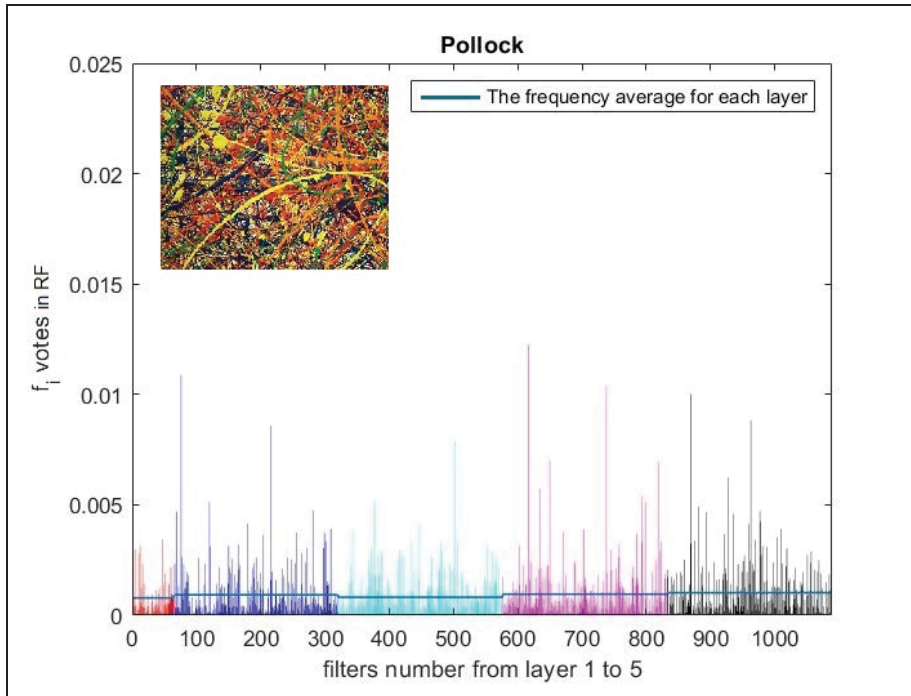 Pollock
0.025
0.02
0.015
0.01
0.005
0
The frequency average for each layer
f_i votes in RF
0 100 200 300 400 500 600 700 800 900 1000
filters number from layer 1 to 5